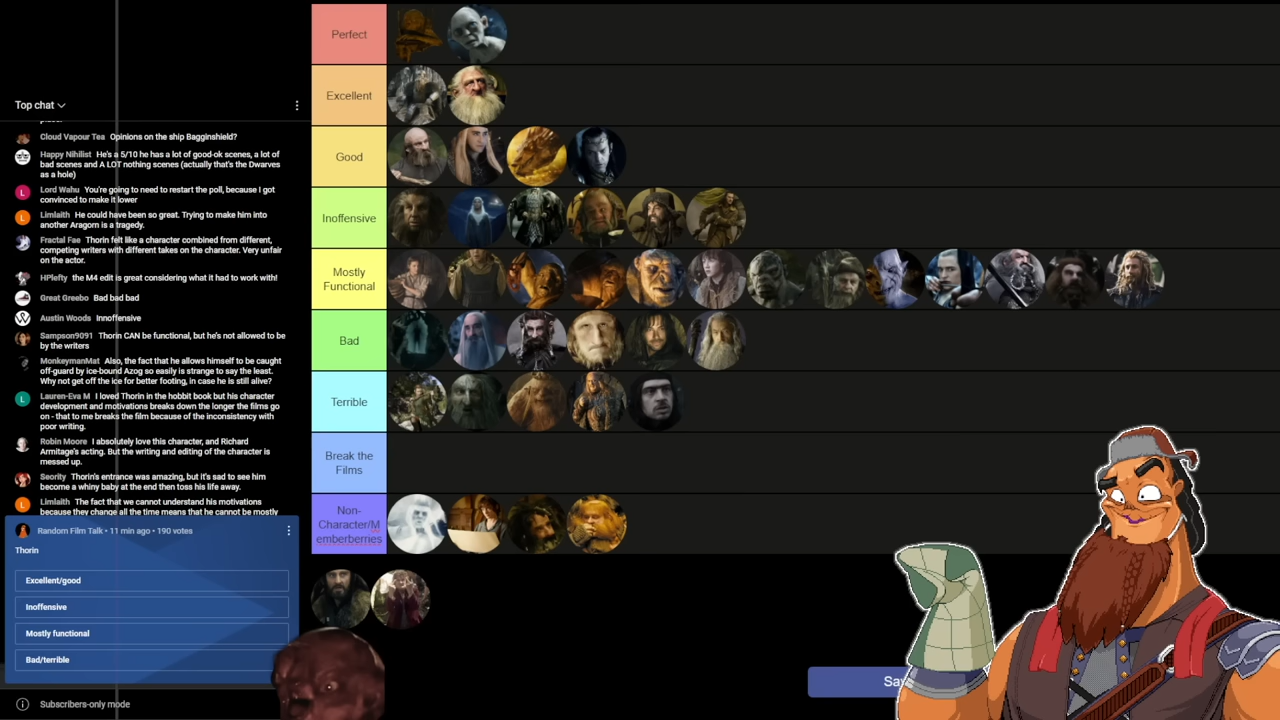 Top chat
Cloud Vapour Tea Opinions on the ship Bagginshield?
Happy Nihilist He's a 5/10 he has a lot of good-ok scenes, a lot of
bad scenes and A LOT nothing scenes (actually that's the Dwarves
as a hole)
Lord Wahu You're going to need to restart the poll, because I got
convinced to make it lower
Limlaith He could have been so great. Trying to make him into
another Aragorn is a tragedy.
Fractal Fae Thorin felt like a character combined from different,
competing writers with different takes on the character. Very unfair
on the actor.
HPlefty the M4 edit is great considering what it had to work with!
Great Greebo Bad bad bad
Austin Woods Innoffensive
Sampson9091 Thorin CAN be functional, but he's not allowed to be
by the writers
MonkeymanMat Also, the fact that he allows himself to be caught
off-guard by ice-bound Azog so easily is strange to say the least.
Why not get off the ice for better footing, in case he is still alive?
Lauren-Eva M I loved Thorin in the hobbit book but his character
development and motivations breaks down the longer the films go
on - that to me breaks the film because of the inconsistency with
poor writing.
Robin Moore I absolutely love this character, and Richard
Armitage's acting. But the writing and editing of the character is
messed up.
Seority Thorin's entrance was amazing, but it's sad to see him
become a whiny baby at the end then toss his life away.
Limlaith The fact that we cannot understand his motivations
because they change all the time means that he cannot be mostly
Random Film Talk • 11 min ago • 190 votes
Thorin
Excellent/good
Inoffensive
Mostly functional
Bad/terrible
Subscribers-only mode
Perfect
Excellent
Good
Inoffensive
Mostly
Functional
Bad
Terrible
Break the
Films
Non-
Character/M
emberberries